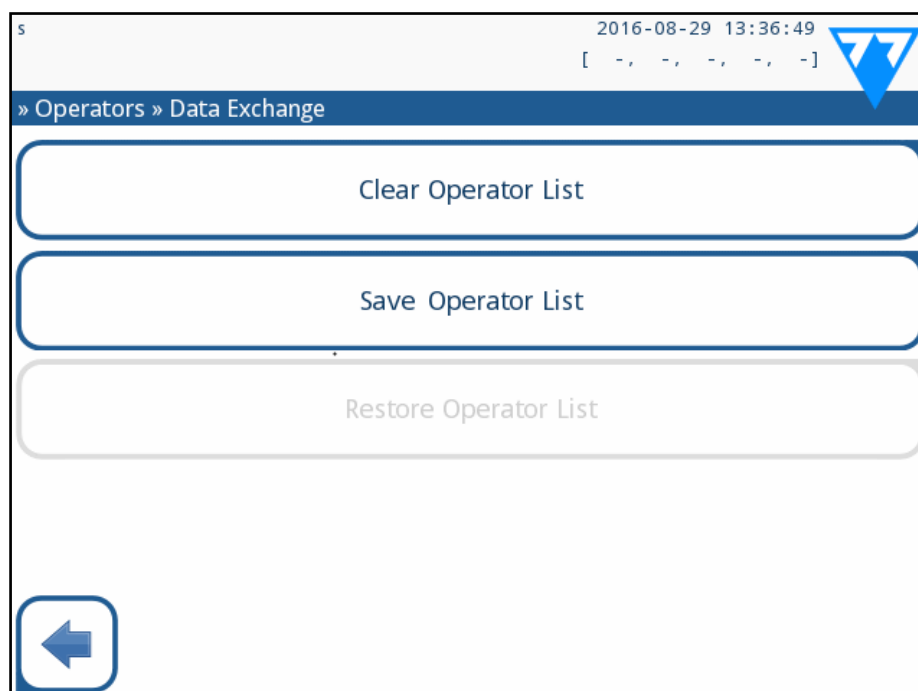 s
2016-08-29 13:36:49
[ -, -, -, -, -]
» Operators » Data Exchange
Clear Operator List
Save Operator List
Restore Operator List